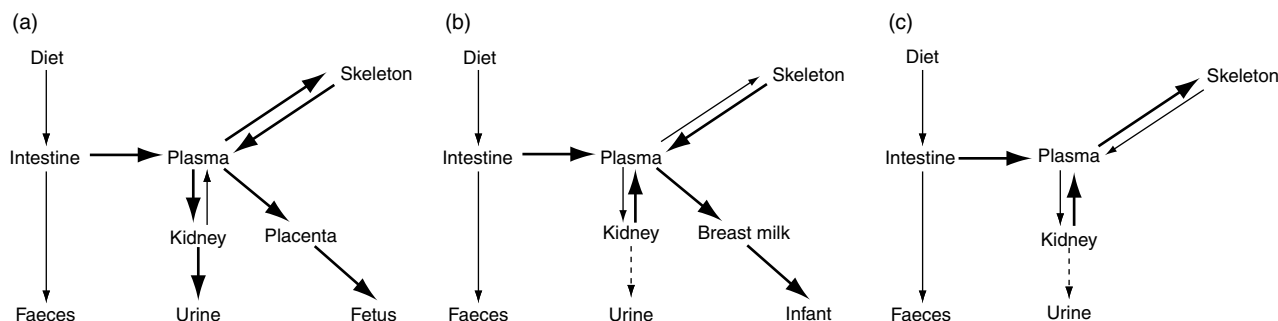 (a)
Diet
Skeleton
Intestine
Plasma
Kidney
Placenta
Faeces
Urine
Fetus
(b)
Diet
Skeleton
Intestine
Plasma
Kidney
Breast milk
Faeces
Urine
Infant
(c)
Diet
Skeleton
Intestine
Plasma
Kidney
Faeces
Urine